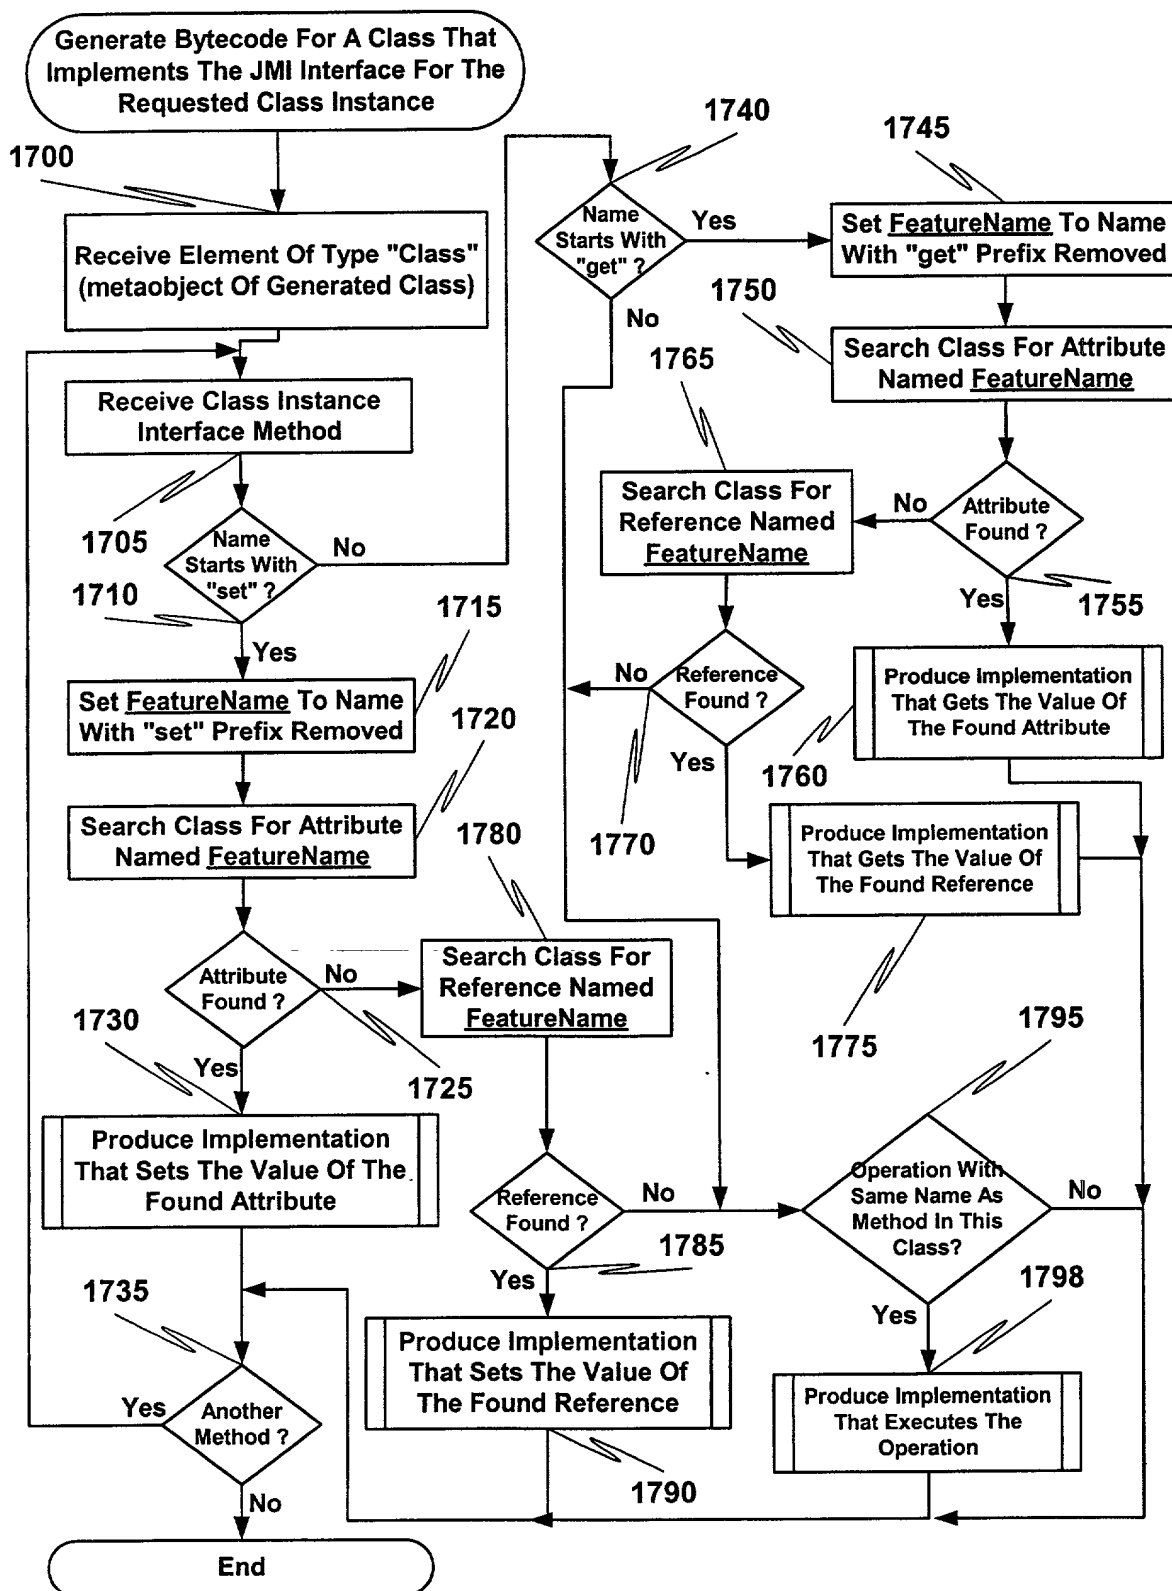 Generate Bytecode For A Class That
Implements The JMI Interface For The
Requested Class Instance
1700
Receive Element Of Type "Class"
(metaobject Of Generated Class)
Receive Class Instance
Interface Method
1705
Name
Starts With
"set" ?
No
1710
Yes
1715
Set FeatureName To Name
With "set" Prefix Removed
1720
Search Class For Attribute
Named FeatureName
Attribute
Found ?
No
1725
1730
Yes
Produce Implementation
That Sets The Value Of The
Found Attribute
1735
Another
Method ?
Yes
No
End
1740
Name
Starts With
"get" ?
Yes
No
1745
Set FeatureName To Name
With "get" Prefix Removed
1750
Search Class For Attribute
Named FeatureName
Attribute
Found ?
No
Yes
1755
Produce Implementation
That Gets The Value Of
The Found Attribute
1760
1765
Search Class For
Reference Named
FeatureName
Reference
Found ?
No
Yes
1770
Produce Implementation
That Gets The Value Of
The Found Reference
1775
1780
Search Class For
Reference Named
FeatureName
Reference
Found ?
No
1785
Yes
Produce Implementation
That Sets The Value Of
The Found Reference
1790
1795
Operation With
Same Name As
Method In This
Class?
No
Yes
1798
Produce Implementation
That Executes The
Operation